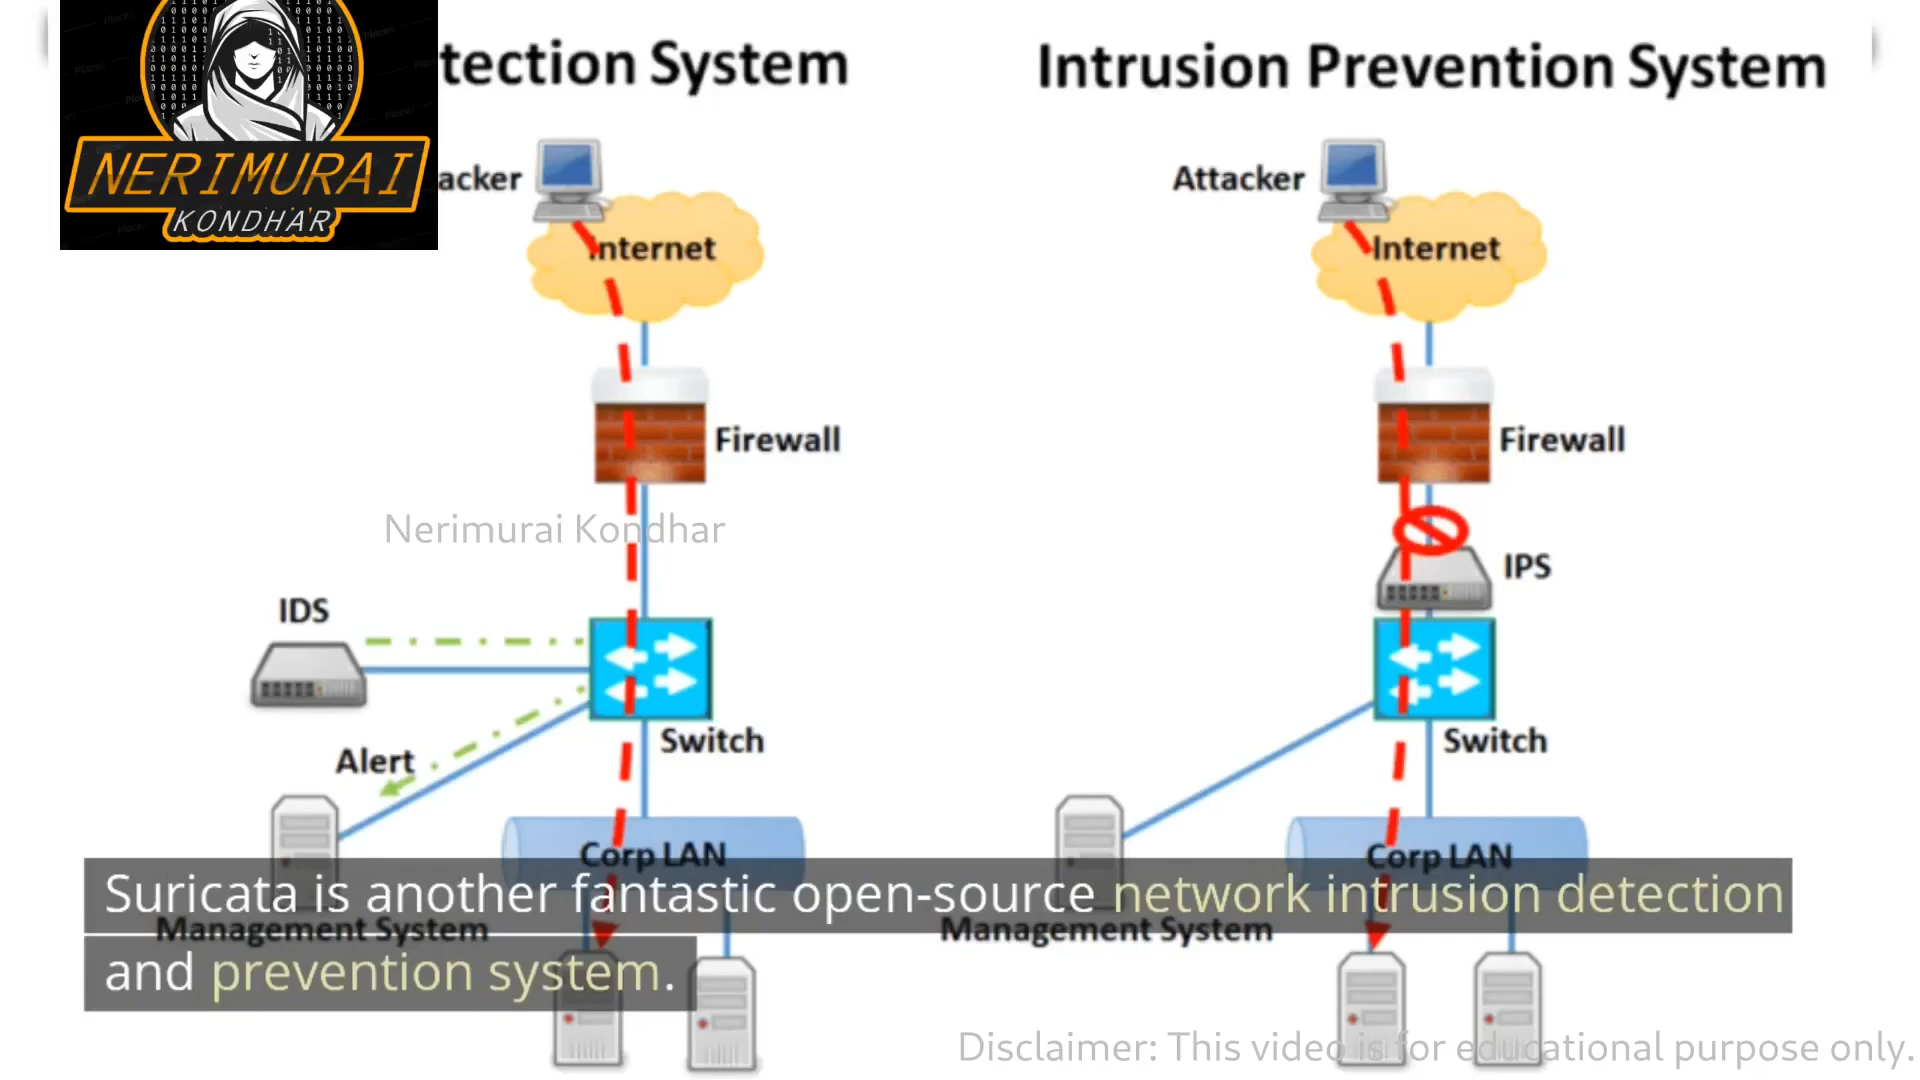 tection System
Intrusion Prevention System
NERIMURAI
KONDHAR
acker
Attacker
Internet
Internet
Firewall
Firewall
Nerimurai Kondhar
IPS
IDS
Switch
Switch
Alert
Corp LAN
Corp LAN
Suricata is another fantastic open-source network intrusion detection
and prevention system.
Management System
Management System
Disclaimer: This video is for educational purpose only.